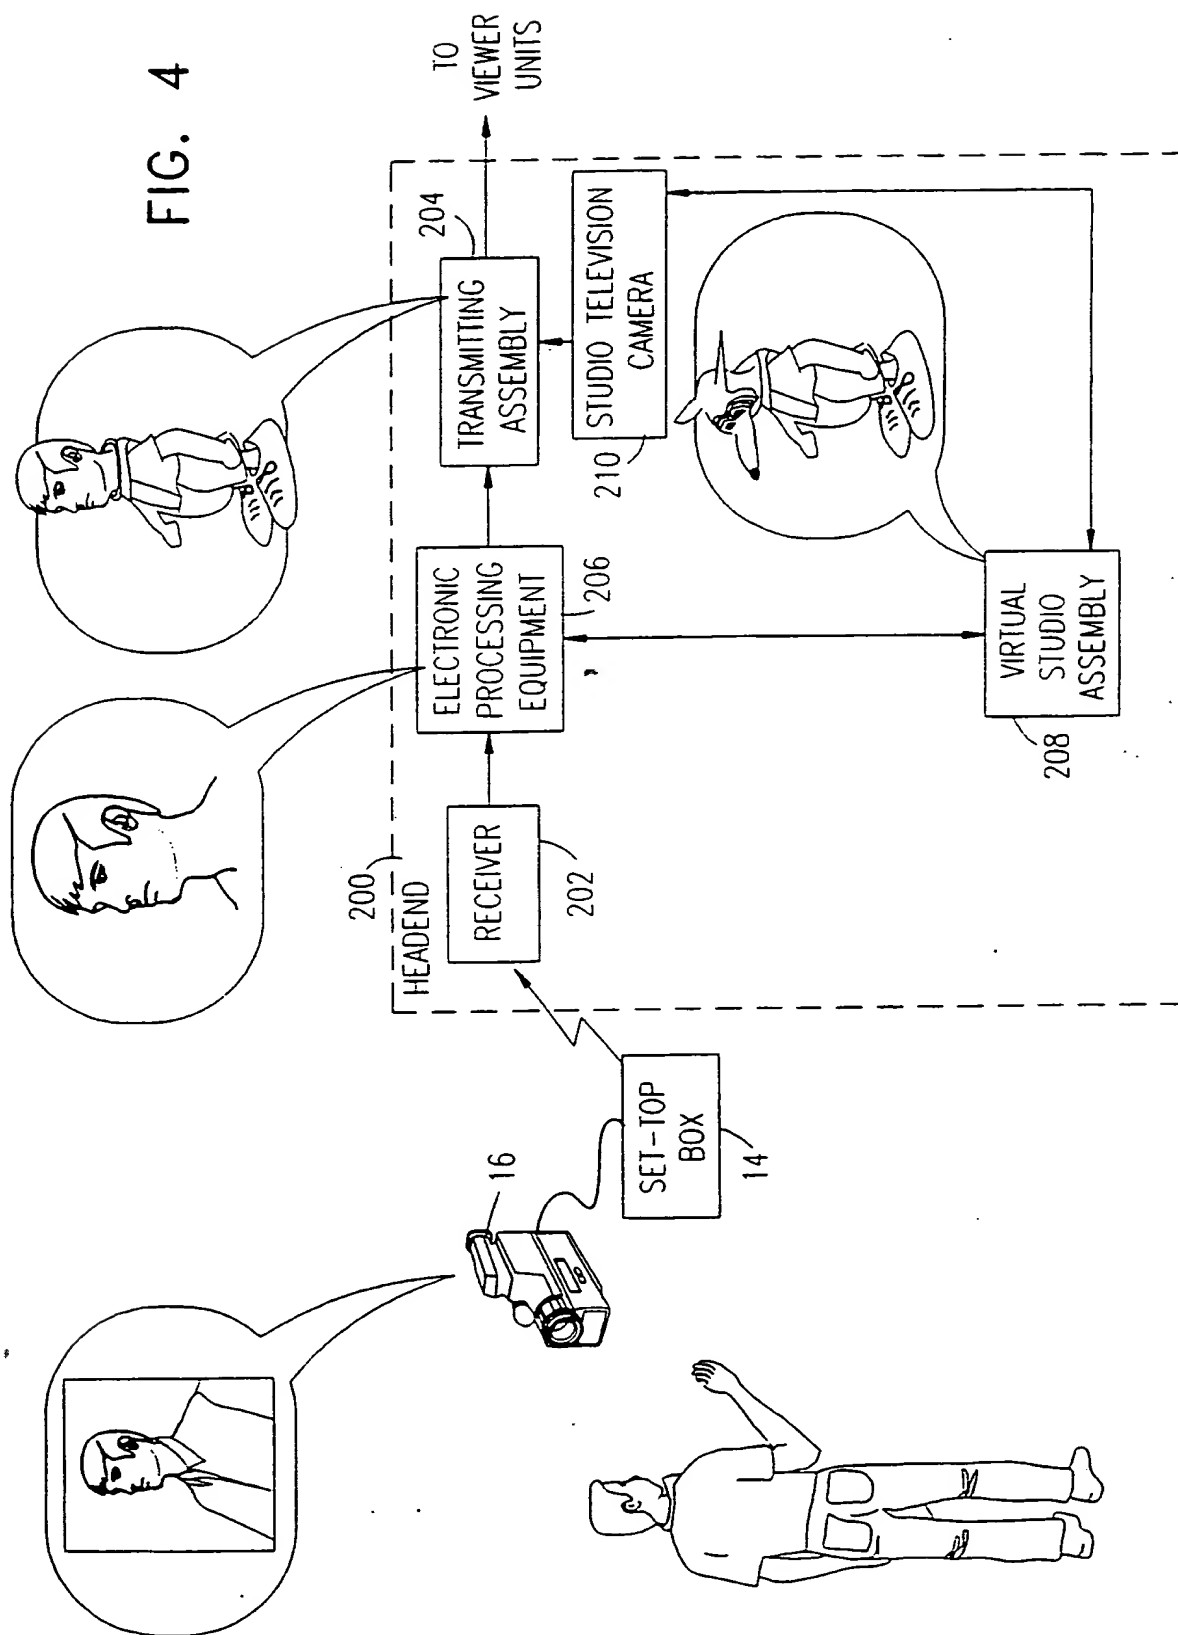 FIG. 4
TO
VIEWER
UNITS
200
HEADEND
RECEIVER
202
ELECTRONIC
PROCESSING
EQUIPMENT
206
TRANSMITTING
ASSEMBLY
204
STUDIO TELEVISION
CAMERA
210
VIRTUAL
STUDIO
ASSEMBLY
208
16
SET-TOP
BOX
14